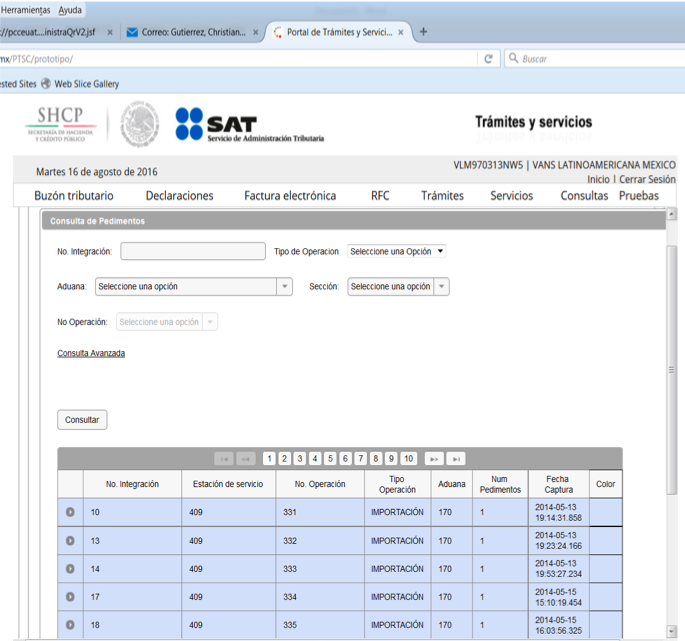 Herramientas Ayuda
://pcceuat....inistraQrV2.jsf × Correo: Gutierrez, Christian... × Portal de Trámites y Servici... × +
mx/PTSC/prototipo/ Buscar
sted Sites Web Slice Gallery
SHCP
SECRETARÍA DE HACIENDA
Y CRÉDITO PÚBLICO
SAT
Servicio de Administración Tributaria
Trámites y servicios
Martes 16 de agosto de 2016
VLM970313NW5 | VANS LATINOAMERICANA MEXICO
Inicio | Cerrar Sesión
Buzón tributario Declaraciones Factura electrónica RFC Trámites Servicios Consultas Pruebas
Consulta de Pedimentos
No. Integración: Tipo de Operacion Seleccione una Opción
Aduana: Seleccione una opción Sección: Seleccione una opción
No Operación: Seleccione una opción
Consulta Avanzada
Consultar
1 2 3 4 5 6 7 8 9 10
No. Integración Estación de servicio No. Operación Tipo Operación Aduana Num Pedimentos Fecha Captura Color
10 409 331 IMPORTACIÓN 170 1 2014-05-13 19:14:31.858
13 409 332 IMPORTACIÓN 170 1 2014-05-13 19:23:24.166
14 409 333 IMPORTACIÓN 170 1 2014-05-13 19:53:27.234
17 409 334 IMPORTACIÓN 170 1 2014-05-15 15:10:19.454
18 409 335 IMPORTACIÓN 170 1 2014-05-15 16:03:56.325